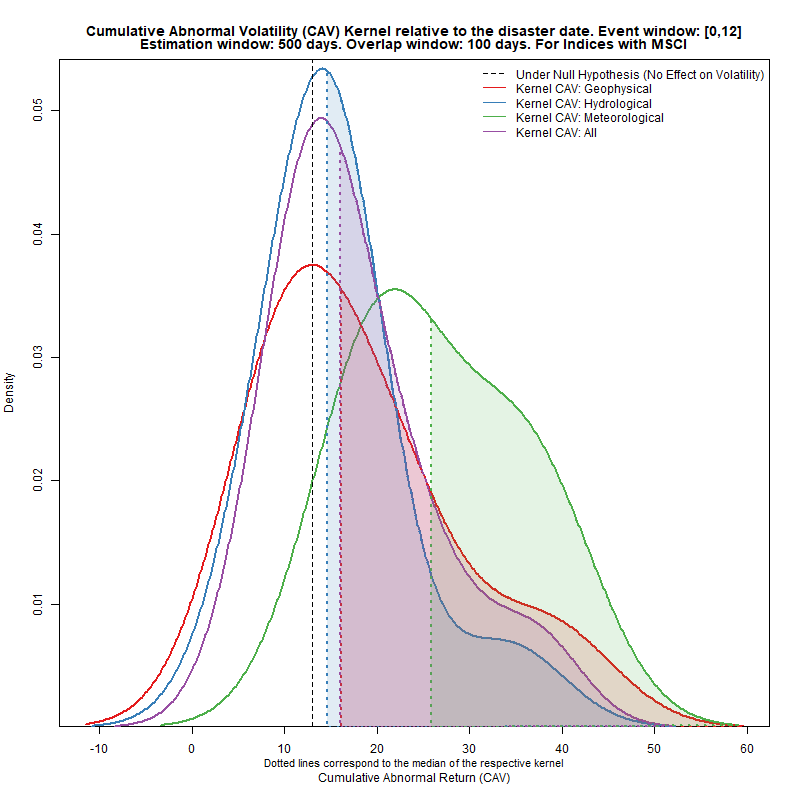 Cumulative Abnormal Volatility (CAV) Kernel relative to the disaster date. Event window: [0,12]
Estimation window: 500 days. Overlap window: 100 days. For Indices with MSCI
Under Null Hypothesis (No Effect on Volatility)
Kernel CAV: Geophysical
Kernel CAV: Hydrological
Kernel CAV: Meteorological
Kernel CAV: All
Density
0.05
0.04
0.03
0.02
0.01
-10 0 10 20 30 40 50 60
Dotted lines correspond to the median of the respective kernel
Cumulative Abnormal Return (CAV)